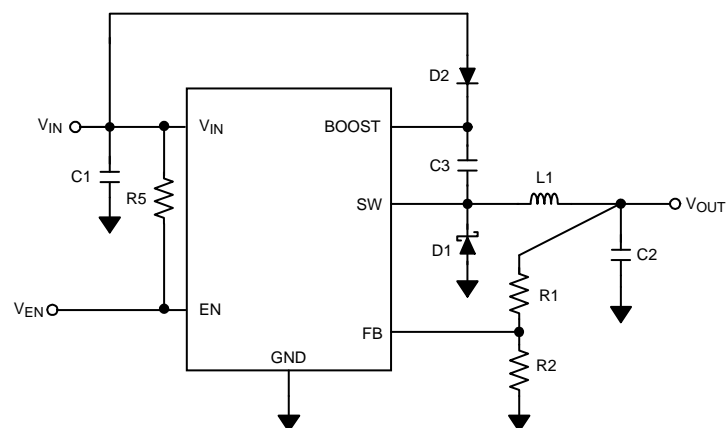 D2
VIN
VIN
BOOST
C1
R5
C3
L1
SW
VOUT
D1
C2
R1
VEN
EN
FB
GND
R2